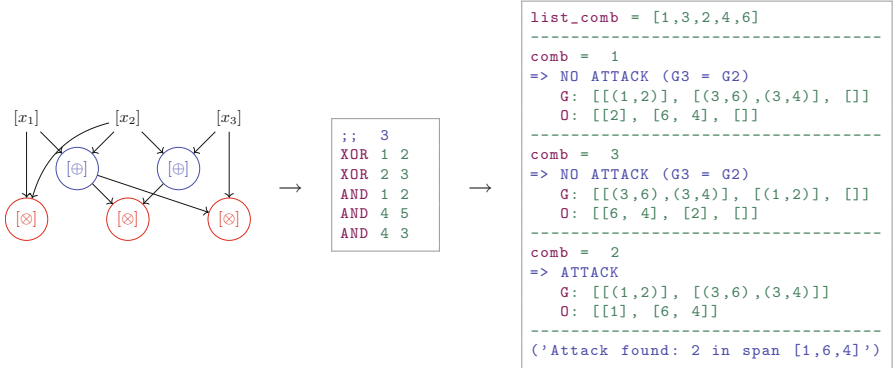 [x₁] [x₂] [x₃]
[⊕] [⊕]
[⊗] [⊗] [⊗]
;; 3
XOR 1 2
XOR 2 3
AND 1 2
AND 4 5
AND 4 3
list_comb = [1,3,2,4,6]
-----------------------------------
comb = 1
=> NO ATTACK (G3 = G2)
G: [[(1,2)], [(3,6),(3,4)], []]
O: [[2], [6, 4], []]
-----------------------------------
comb = 3
=> NO ATTACK (G3 = G2)
G: [[(3,6),(3,4)], [(1,2)], []]
O: [[6, 4], [2], []]
-----------------------------------
comb = 2
=> ATTACK
G: [[(1,2)], [(3,6),(3,4)]]
O: [[1], [6, 4]]
-----------------------------------
('Attack found: 2 in span [1,6,4]')